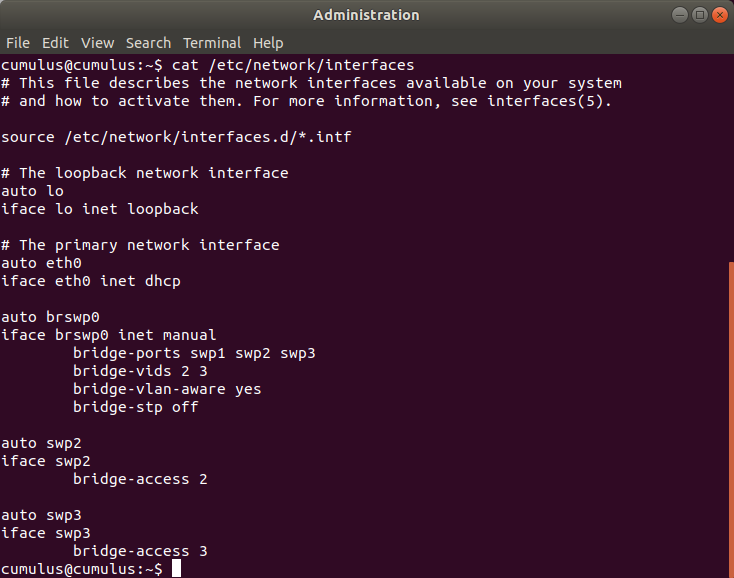 Administration
File Edit View Search Terminal Help
cumulus@cumulus:~$ cat /etc/network/interfaces
# This file describes the network interfaces available on your system
# and how to activate them. For more information, see interfaces(5).
source /etc/network/interfaces.d/*.intf
# The loopback network interface
auto lo
iface lo inet loopback
# The primary network interface
auto eth0
iface eth0 inet dhcp
auto brswp0
iface brswp0 inet manual
        bridge-ports swp1 swp2 swp3
        bridge-vids 2 3
        bridge-vlan-aware yes
        bridge-stp off
auto swp2
iface swp2
        bridge-access 2
auto swp3
iface swp3
        bridge-access 3
cumulus@cumulus:~$